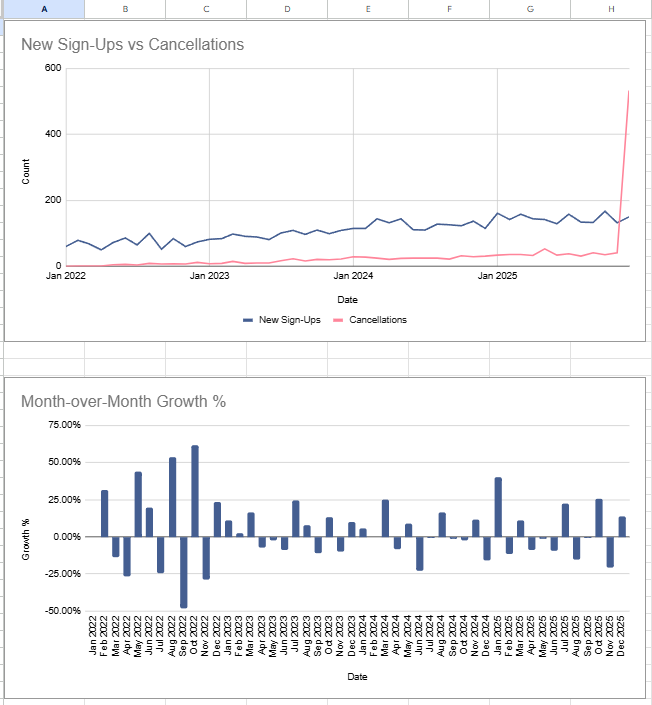 A B C D E F G H
New Sign-Ups vs Cancellations
600
400
200
0
Count
Jan 2022 Jan 2023 Jan 2024 Jan 2025
Date
New Sign-Ups Cancellations
Month-over-Month Growth %
75.00%
50.00%
25.00%
0.00%
-25.00%
-50.00%
Growth %
Jan 2022
Feb 2022
Mar 2022
Apr 2022
May 2022
Jun 2022
Jul 2022
Aug 2022
Sep 2022
Oct 2022
Nov 2022
Dec 2022
Jan 2023
Feb 2023
Mar 2023
Apr 2023
May 2023
Jun 2023
Jul 2023
Aug 2023
Sep 2023
Oct 2023
Nov 2023
Dec 2023
Jan 2024
Feb 2024
Mar 2024
Apr 2024
May 2024
Jun 2024
Jul 2024
Aug 2024
Sep 2024
Oct 2024
Nov 2024
Dec 2024
Jan 2025
Feb 2025
Mar 2025
Apr 2025
May 2025
Jun 2025
Jul 2025
Aug 2025
Sep 2025
Oct 2025
Nov 2025
Dec 2025
Date